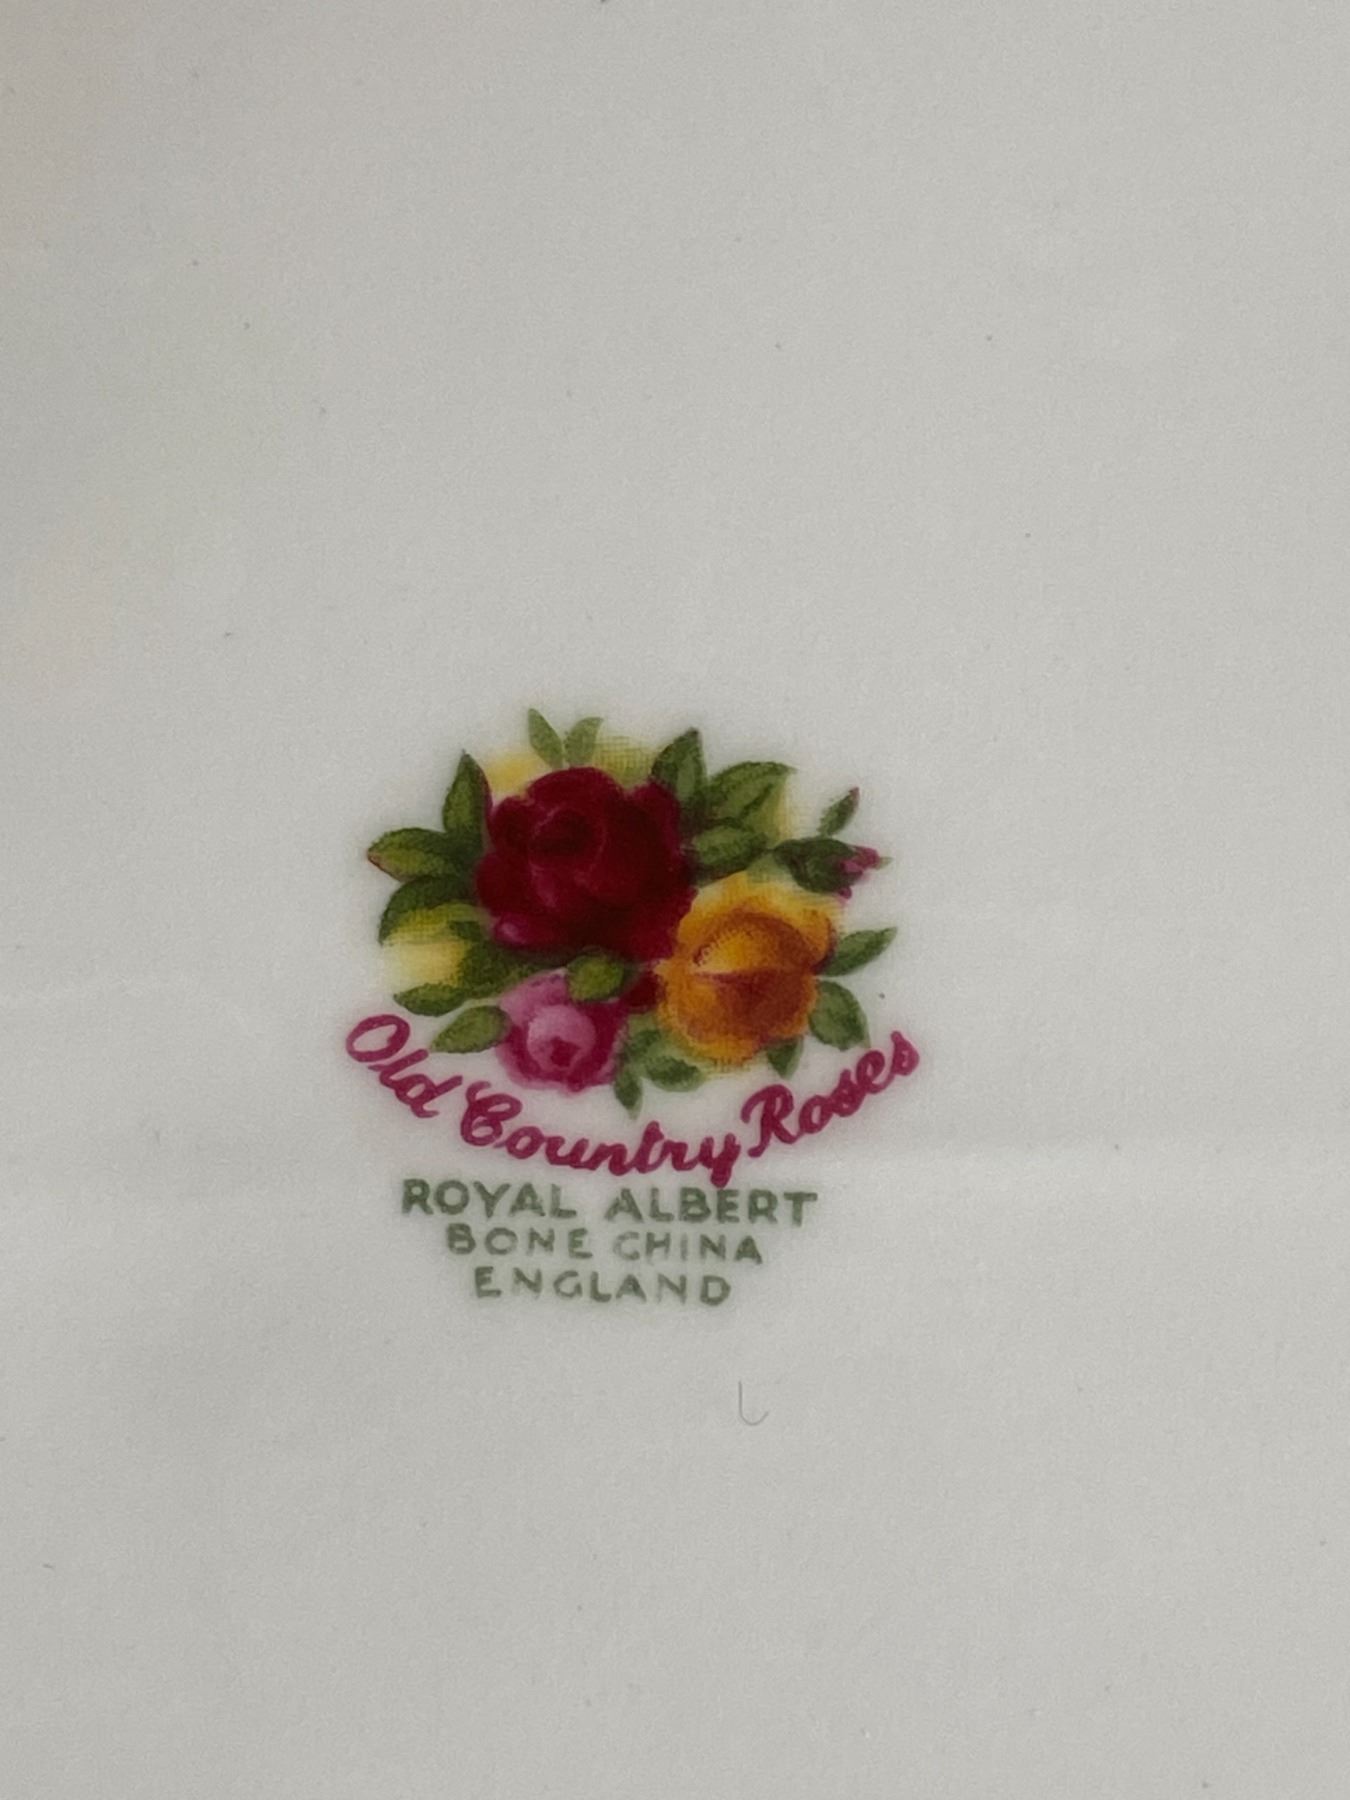 Old Country Roses
ROYAL ALBERT
BONE CHINA
ENGLAND